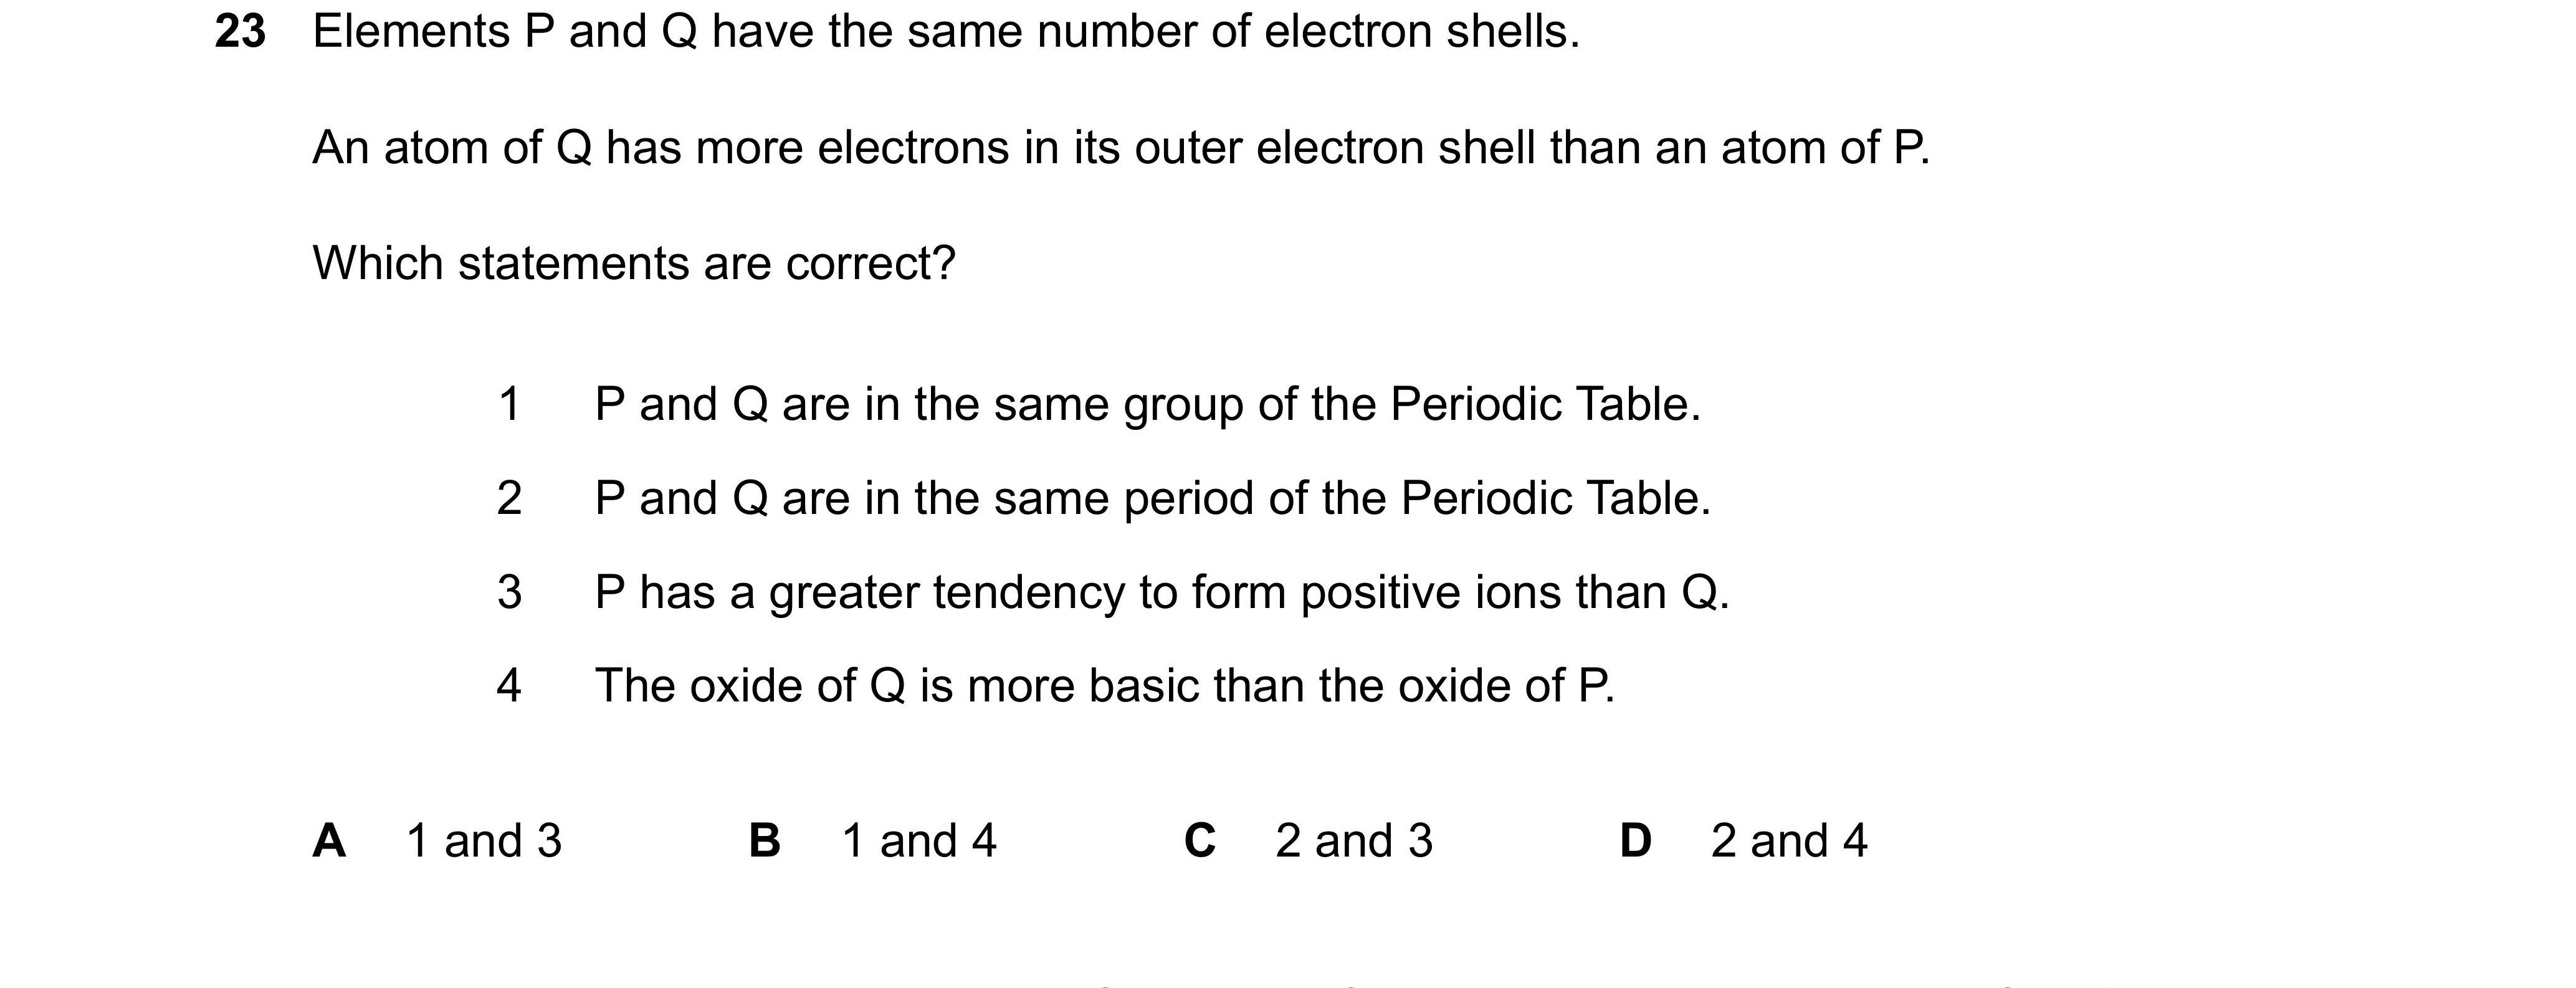 23 Elements P and Q have the same number of electron shells.
An atom of Q has more electrons in its outer electron shell than an atom of P.
Which statements are correct?
1 P and Q are in the same group of the Periodic Table.
2 P and Q are in the same period of the Periodic Table.
3 P has a greater tendency to form positive ions than Q.
4 The oxide of Q is more basic than the oxide of P.
A 1 and 3 B 1 and 4 C 2 and 3 D 2 and 4